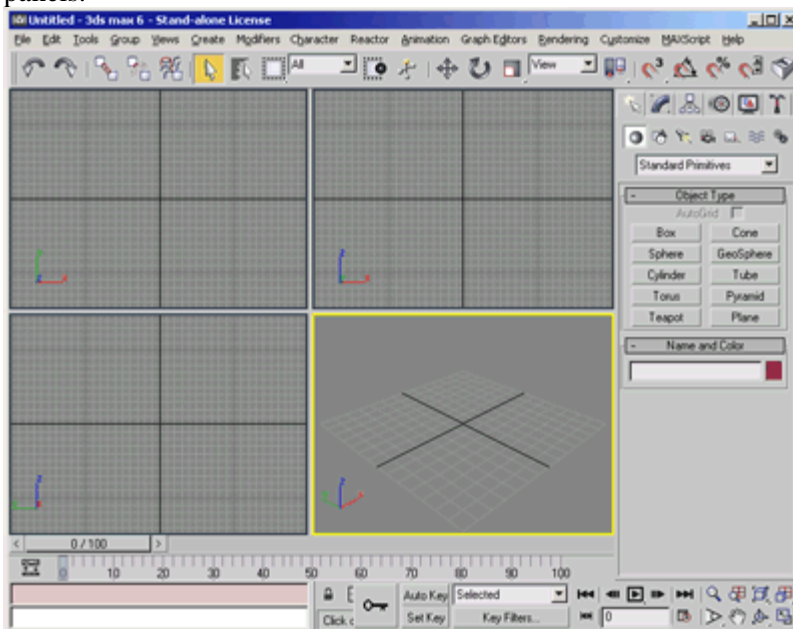 panels.
Untitled - 3ds max 6 - Stand-alone License
File Edit Tools Group Views Create Modifiers Character Reactor Animation Graph Editors Rendering Customize MAXScript Help
All
View
Standard Primitives
- Object Type
AutoGrid
Box Cone
Sphere GeoSphere
Cylinder Tube
Torus Pyramid
Teapot Plane
- Name and Color
< 0 / 100 >
0 10 20 30 40 50 60 70 80 90 100
Auto Key Selected
Click Set Key Key Filters... 0